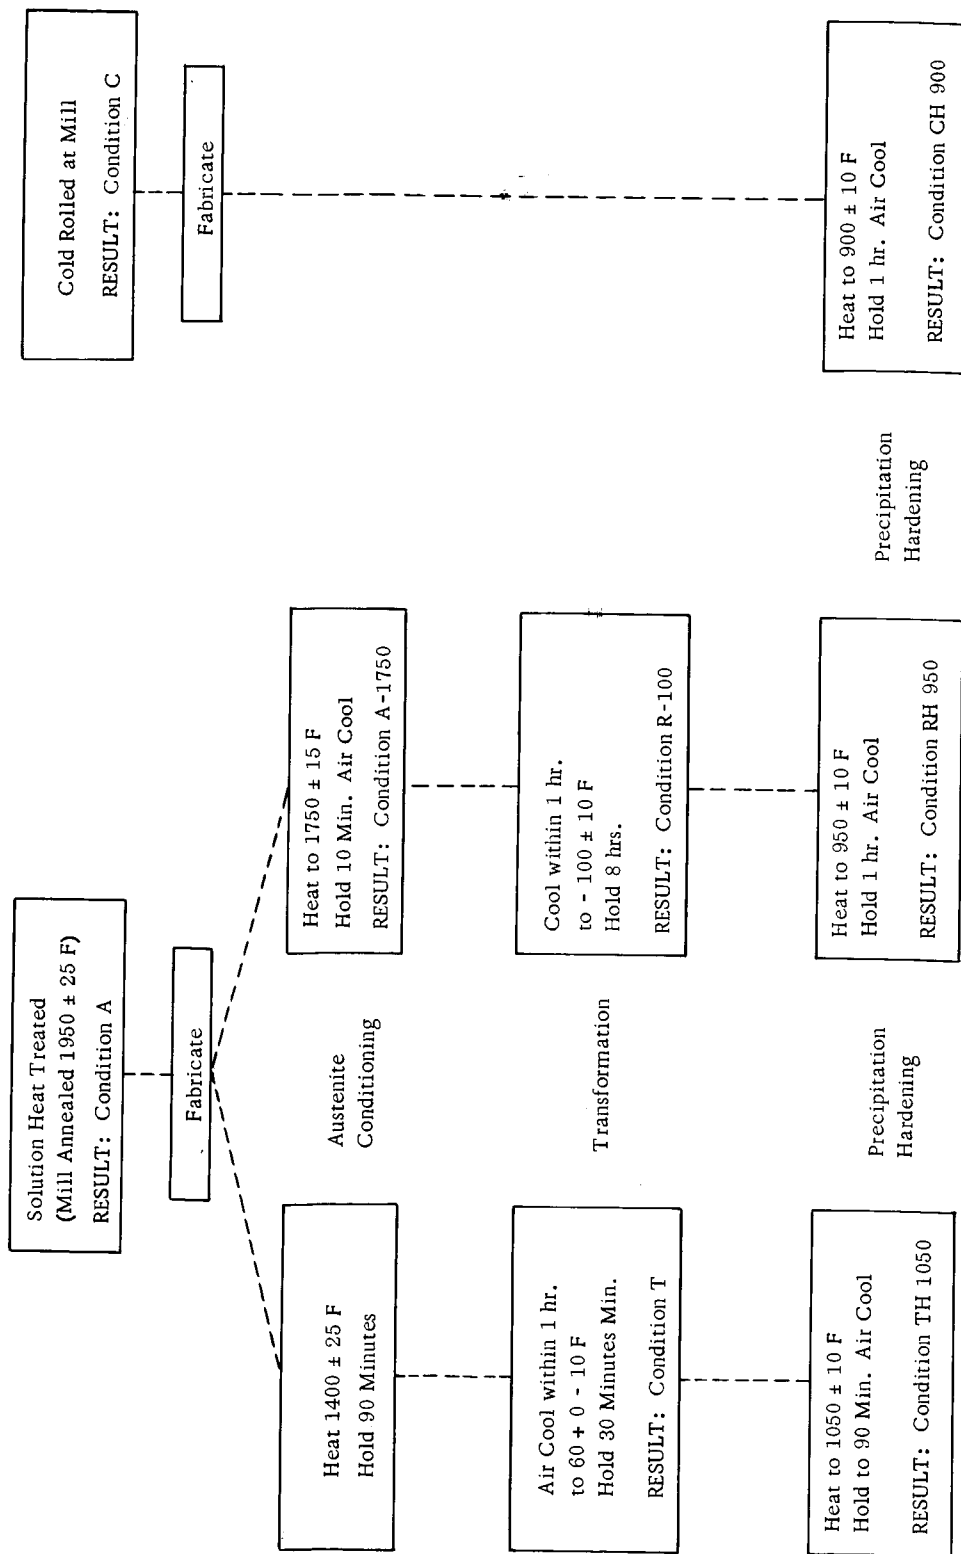 Solution Heat Treated
(Mill Annealed 1950 ± 25 F)
RESULT: Condition A
Cold Rolled at Mill
RESULT: Condition C
Fabricate
Fabricate
Heat 1400 ± 25 F
Hold 90 Minutes
Austenite
Conditioning
Heat to 1750 ± 15 F
Hold 10 Min. Air Cool
RESULT: Condition A-1750
Air Cool within 1 hr.
to 60 + 0 - 10 F
Hold 30 Minutes Min.
RESULT: Condition T
Transformation
Cool within 1 hr.
to - 100 ± 10 F
Hold 8 hrs.
RESULT: Condition R-100
Heat to 1050 ± 10 F
Hold to 90 Min. Air Cool
RESULT: Condition TH 1050
Precipitation
Hardening
Heat to 950 ± 10 F
Hold 1 hr. Air Cool
RESULT: Condition RH 950
Precipitation
Hardening
Heat to 900 ± 10 F
Hold 1 hr. Air Cool
RESULT: Condition CH 900